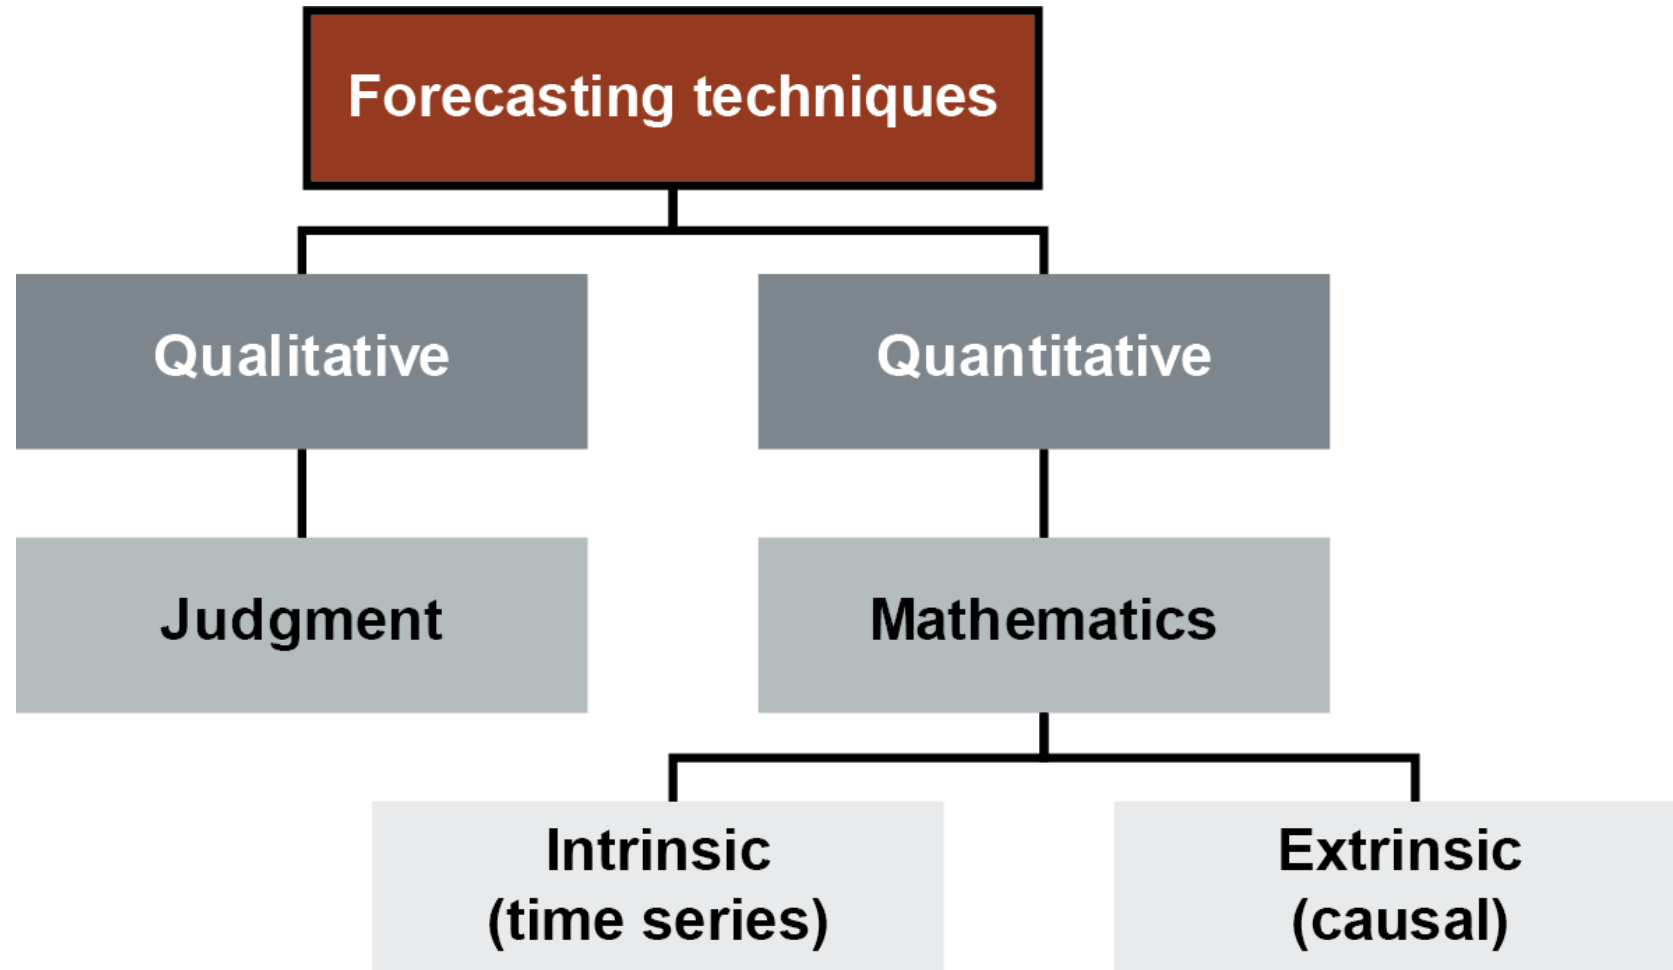 Forecasting techniques
Qualitative
Quantitative
Judgment
Mathematics
Intrinsic
(time series)
Extrinsic
(causal)